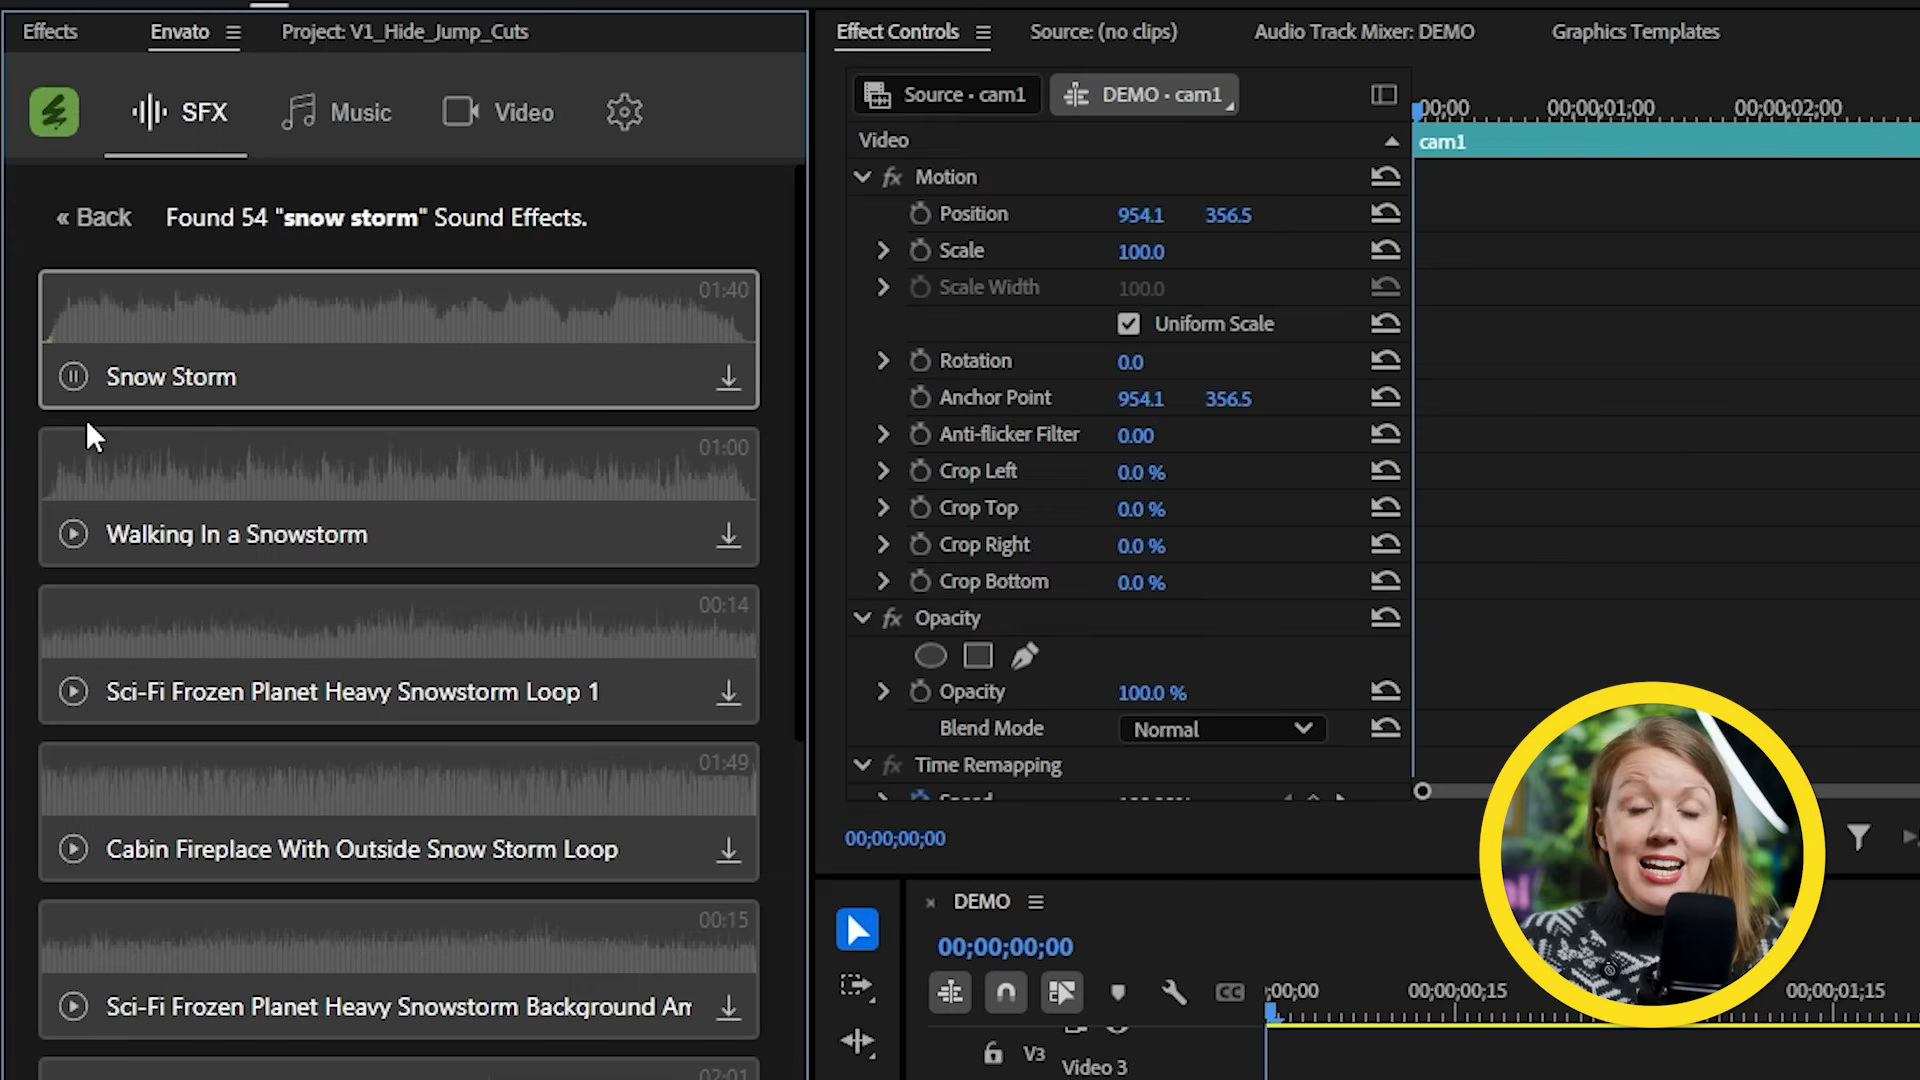 Effects
Envato
Project: V1_Hide_Jump_Cuts
SFX
Music
Video
« Back
Found 54 "snow storm" Sound Effects.
01:40
Snow Storm
01:00
Walking In a Snowstorm
00:14
Sci-Fi Frozen Planet Heavy Snowstorm Loop 1
01:49
Cabin Fireplace With Outside Snow Storm Loop
00:15
Sci-Fi Frozen Planet Heavy Snowstorm Background Am
02:01
Effect Controls
Source: (no clips)
Audio Track Mixer: DEMO
Graphics Templates
Source • cam1
DEMO • cam1
00;00
00;00;01;00
00;00;02;00
cam1
Video
fx Motion
Position 954.1 356.5
Scale 100.0
Scale Width 100.0
Uniform Scale
Rotation 0.0
Anchor Point 954.1 356.5
Anti-flicker Filter 0.00
Crop Left 0.0 %
Crop Top 0.0 %
Crop Right 0.0 %
Crop Bottom 0.0 %
fx Opacity
Opacity 100.0 %
Blend Mode Normal
fx Time Remapping
00;00;00;00
× DEMO
00;00;00;00
CC
;00;00
00;00;00;15
00;00;01;15
V3
Video 3